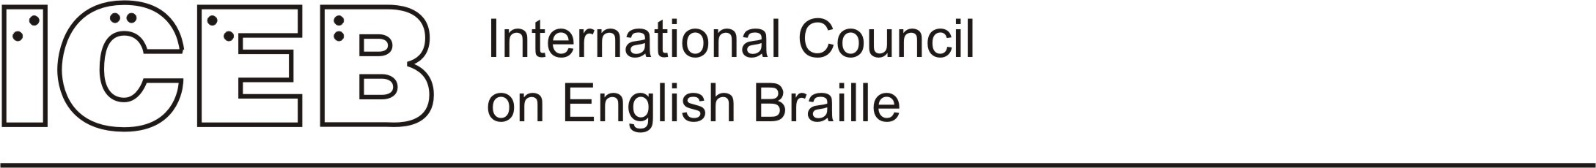 ICEB
International Council
on English Braille